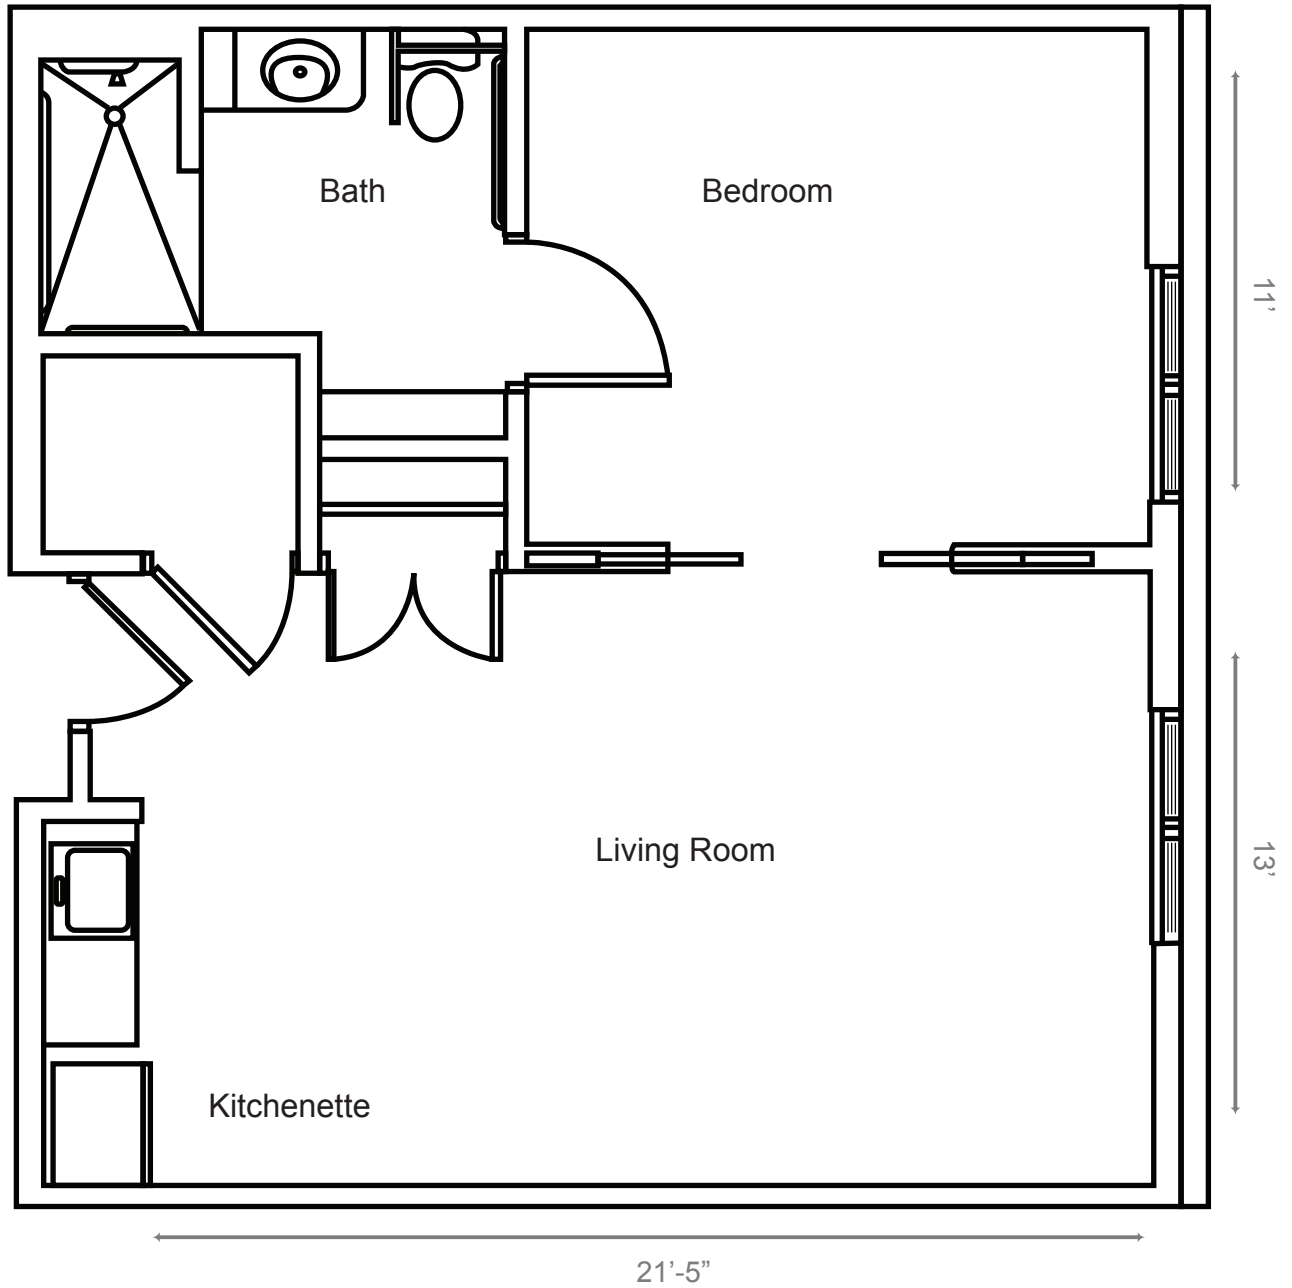 Bath
Bedroom
11’
Living Room
13’
Kitchenette
21’-5”